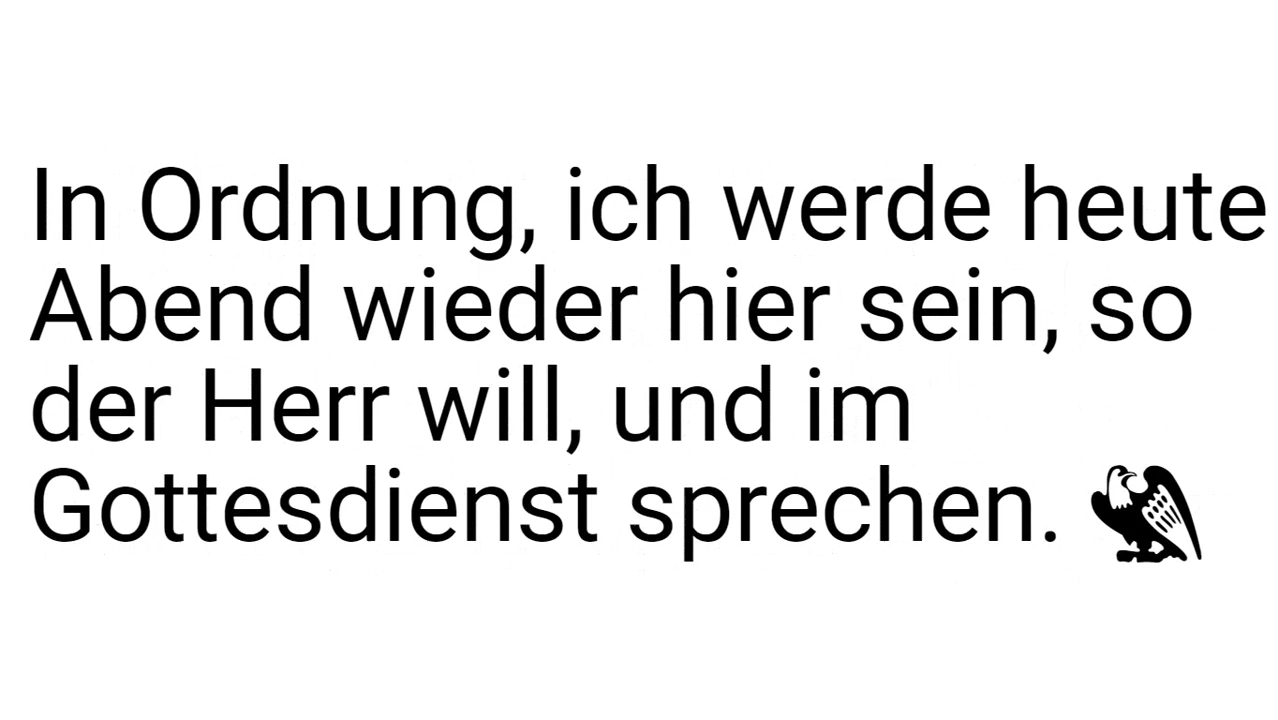 In Ordnung, ich werde heute
Abend wieder hier sein, so
der Herr will, und im
Gottesdienst sprechen.